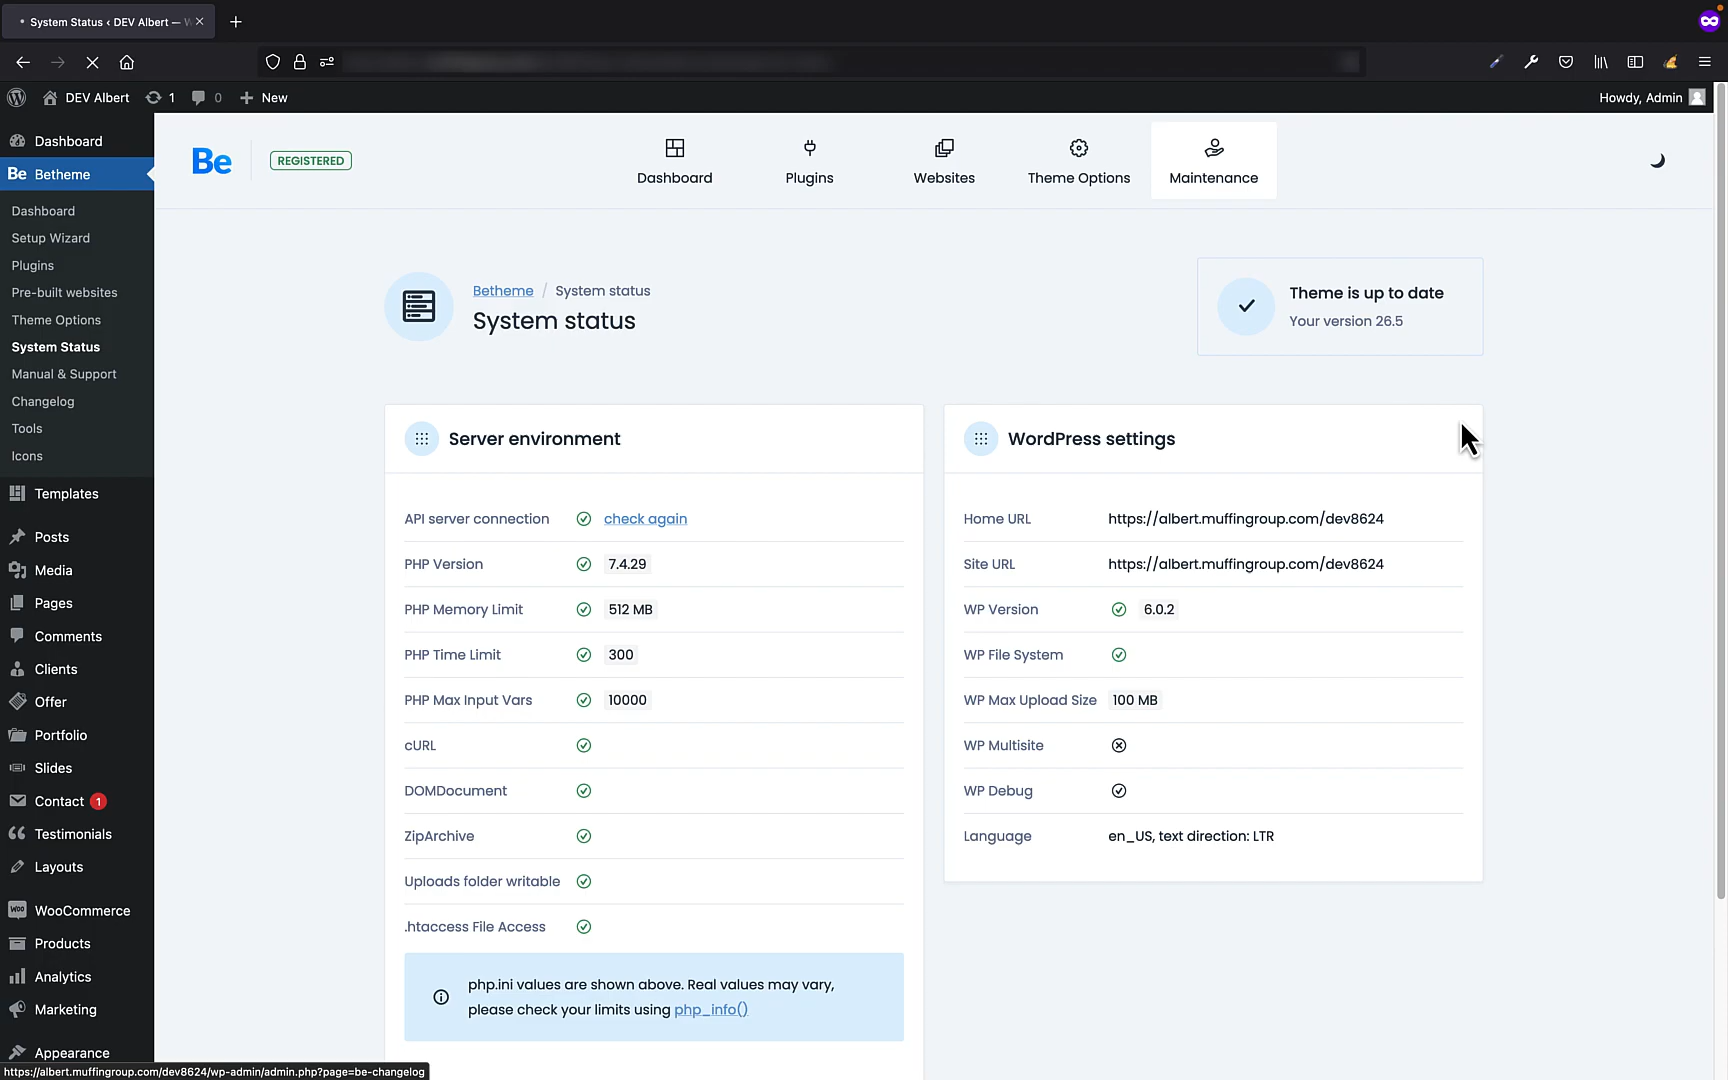 System Status ‹ DEV Albert — W
DEV Albert
1
0
New
Howdy, Admin
Dashboard
Be Betheme
Dashboard
Setup Wizard
Plugins
Pre-built websites
Theme Options
System Status
Manual & Support
Changelog
Tools
Icons
Templates
Posts
Media
Pages
Comments
Clients
Offer
Portfolio
Slides
Contact 1
Testimonials
Layouts
WooCommerce
Products
Analytics
Marketing
Appearance
Be
REGISTERED
Dashboard
Plugins
Websites
Theme Options
Maintenance
Betheme / System status
System status
Theme is up to date
Your version 26.5
Server environment
API server connection check again
PHP Version 7.4.29
PHP Memory Limit 512 MB
PHP Time Limit 300
PHP Max Input Vars 10000
cURL
DOMDocument
ZipArchive
Uploads folder writable
.htaccess File Access
php.ini values are shown above. Real values may vary,
please check your limits using php_info()
WordPress settings
Home URL https://albert.muffingroup.com/dev8624
Site URL https://albert.muffingroup.com/dev8624
WP Version 6.0.2
WP File System
WP Max Upload Size 100 MB
WP Multisite
WP Debug
Language en_US, text direction: LTR
https://albert.muffingroup.com/dev8624/wp-admin/admin.php?page=be-changelog